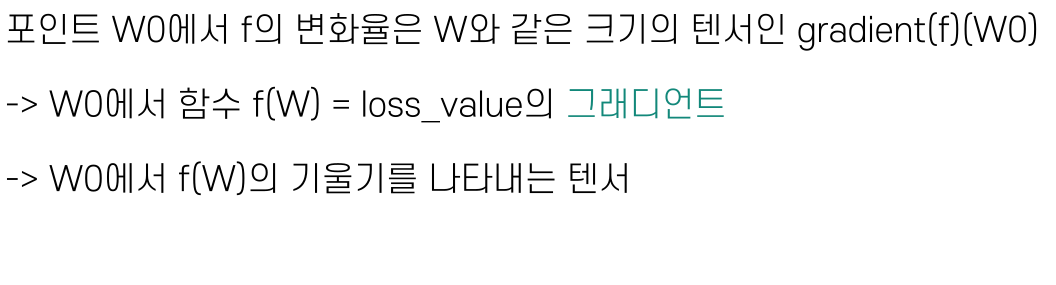 포인트 W0에서 f의 변화율은 W와 같은 크기의 텐서인 gradient(f)(W0)
-> W0에서 함수 f(W) = loss_value의 그래디언트
-> W0에서 f(W)의 기울기를 나타내는 텐서